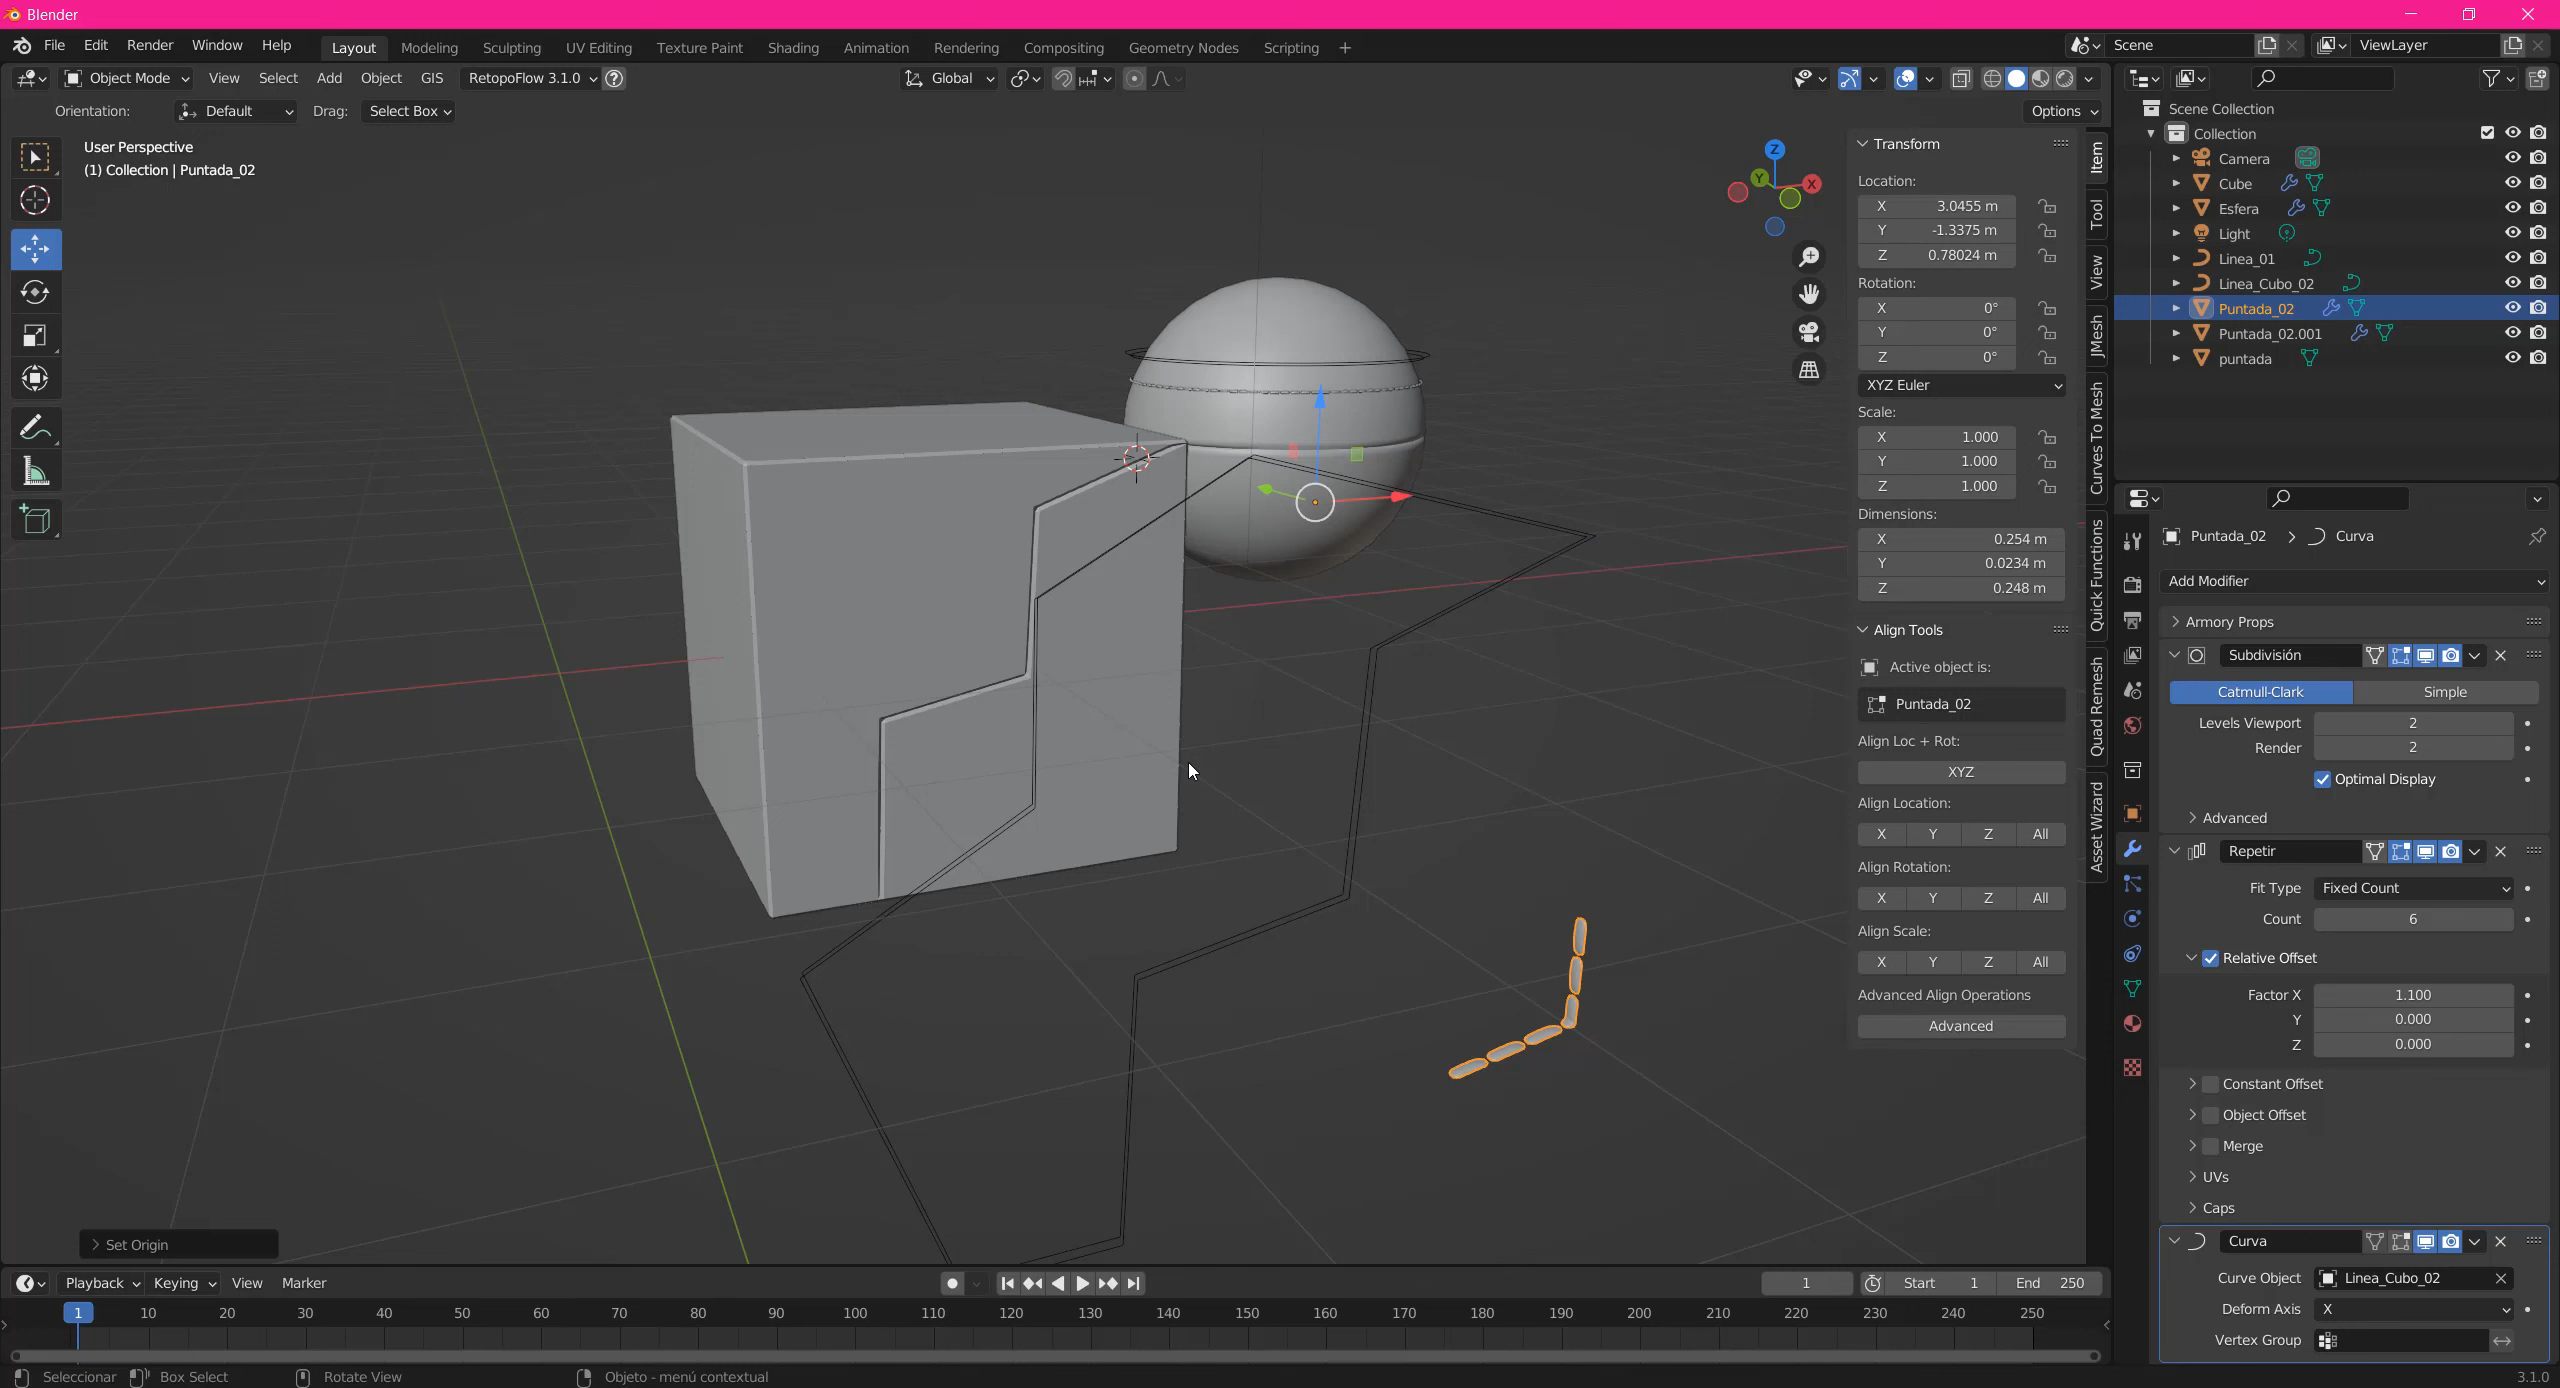 Blender
File Edit Render Window Help Layout Modeling Sculpting UV Editing Texture Paint Shading Animation Rendering Compositing Geometry Nodes Scripting + Scene ViewLayer
Object Mode View Select Add Object GIS RetopoFlow 3.1.0 Global
Orientation: Default Drag: Select Box Options
User Perspective
(1) Collection | Puntada_02
Z
Y
X
Transform
Location:
X 3.0455 m
Y -1.3375 m
Z 0.78024 m
Rotation:
X 0°
Y 0°
Z 0°
XYZ Euler
Scale:
X 1.000
Y 1.000
Z 1.000
Dimensions:
X 0.254 m
Y 0.0234 m
Z 0.248 m
Align Tools
Active object is:
Puntada_02
Align Loc + Rot:
XYZ
Align Location:
X Y Z All
Align Rotation:
X Y Z All
Align Scale:
X Y Z All
Advanced Align Operations
Advanced
Item
Tool
View
JMesh
Curves To Mesh
Quick Functions
Quad Remesh
Asset Wizard
Scene Collection
Collection
Camera
Cube
Esfera
Light
Linea_01
Linea_Cubo_02
Puntada_02
Puntada_02.001
puntada
Puntada_02 > Curva
Add Modifier
Armory Props
Subdivisión
Catmull-Clark Simple
Levels Viewport 2
Render 2
Optimal Display
Advanced
Repetir
Fit Type Fixed Count
Count 6
Relative Offset
Factor X 1.100
Y 0.000
Z 0.000
Constant Offset
Object Offset
Merge
UVs
Caps
Curva
Curve Object Linea_Cubo_02
Deform Axis X
Vertex Group
> Set Origin
Playback Keying View Marker 1 Start 1 End 250
1 10 20 30 40 50 60 70 80 90 100 110 120 130 140 150 160 170 180 190 200 210 220 230 240 250
Seleccionar Box Select Rotate View Objeto - menú contextual 3.1.0